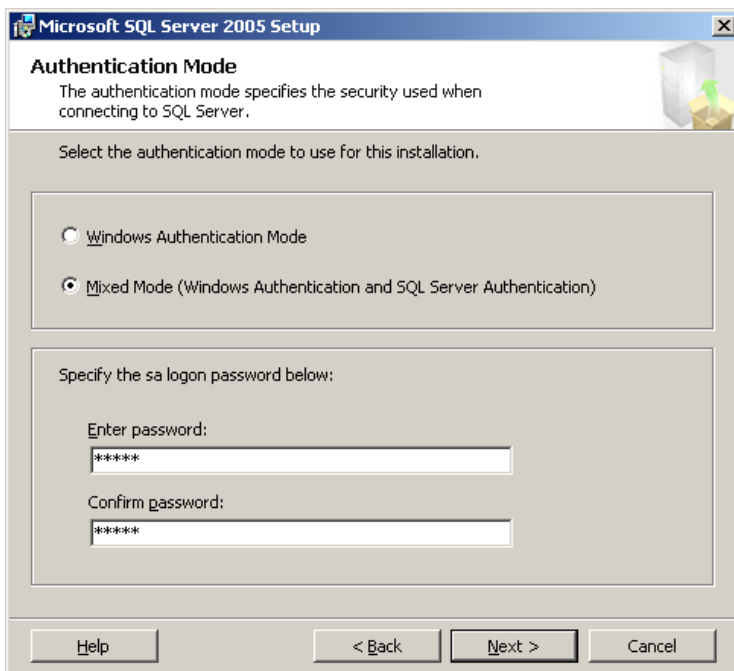 Microsoft SQL Server 2005 Setup
Authentication Mode
The authentication mode specifies the security used when
connecting to SQL Server.
Select the authentication mode to use for this installation.
Windows Authentication Mode
Mixed Mode (Windows Authentication and SQL Server Authentication)
Specify the sa logon password below:
Enter password:
*****
Confirm password:
*****
Help
< Back
Next >
Cancel